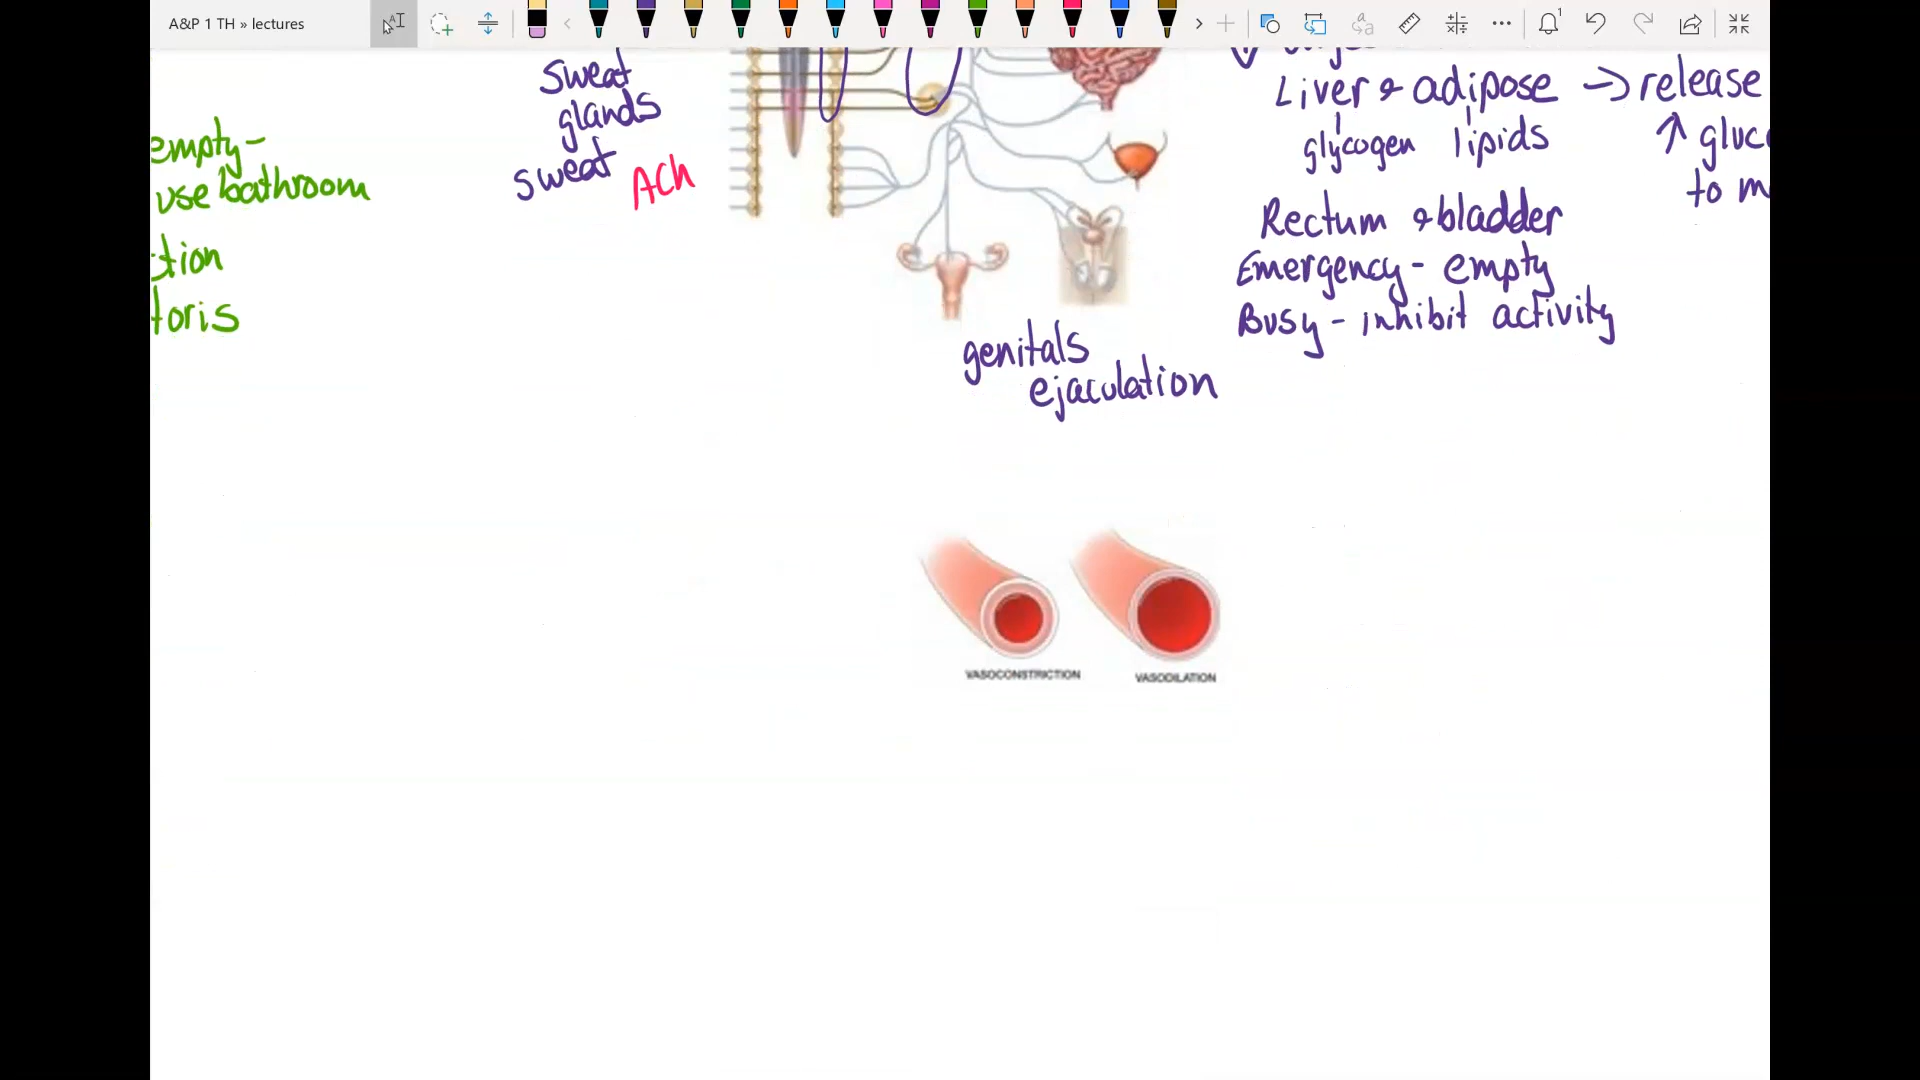 A&P 1 TH » lectures
empty-
use bathroom
ction
toris
sweat
glands
sweat ACh
Liver & adipose → release
glycogen lipids
↑ gluc
to m
Rectum & bladder
Emergency - empty
Busy - inhibit activity
genitals
ejaculation
VASOCONSTRICTION
VASODILATION